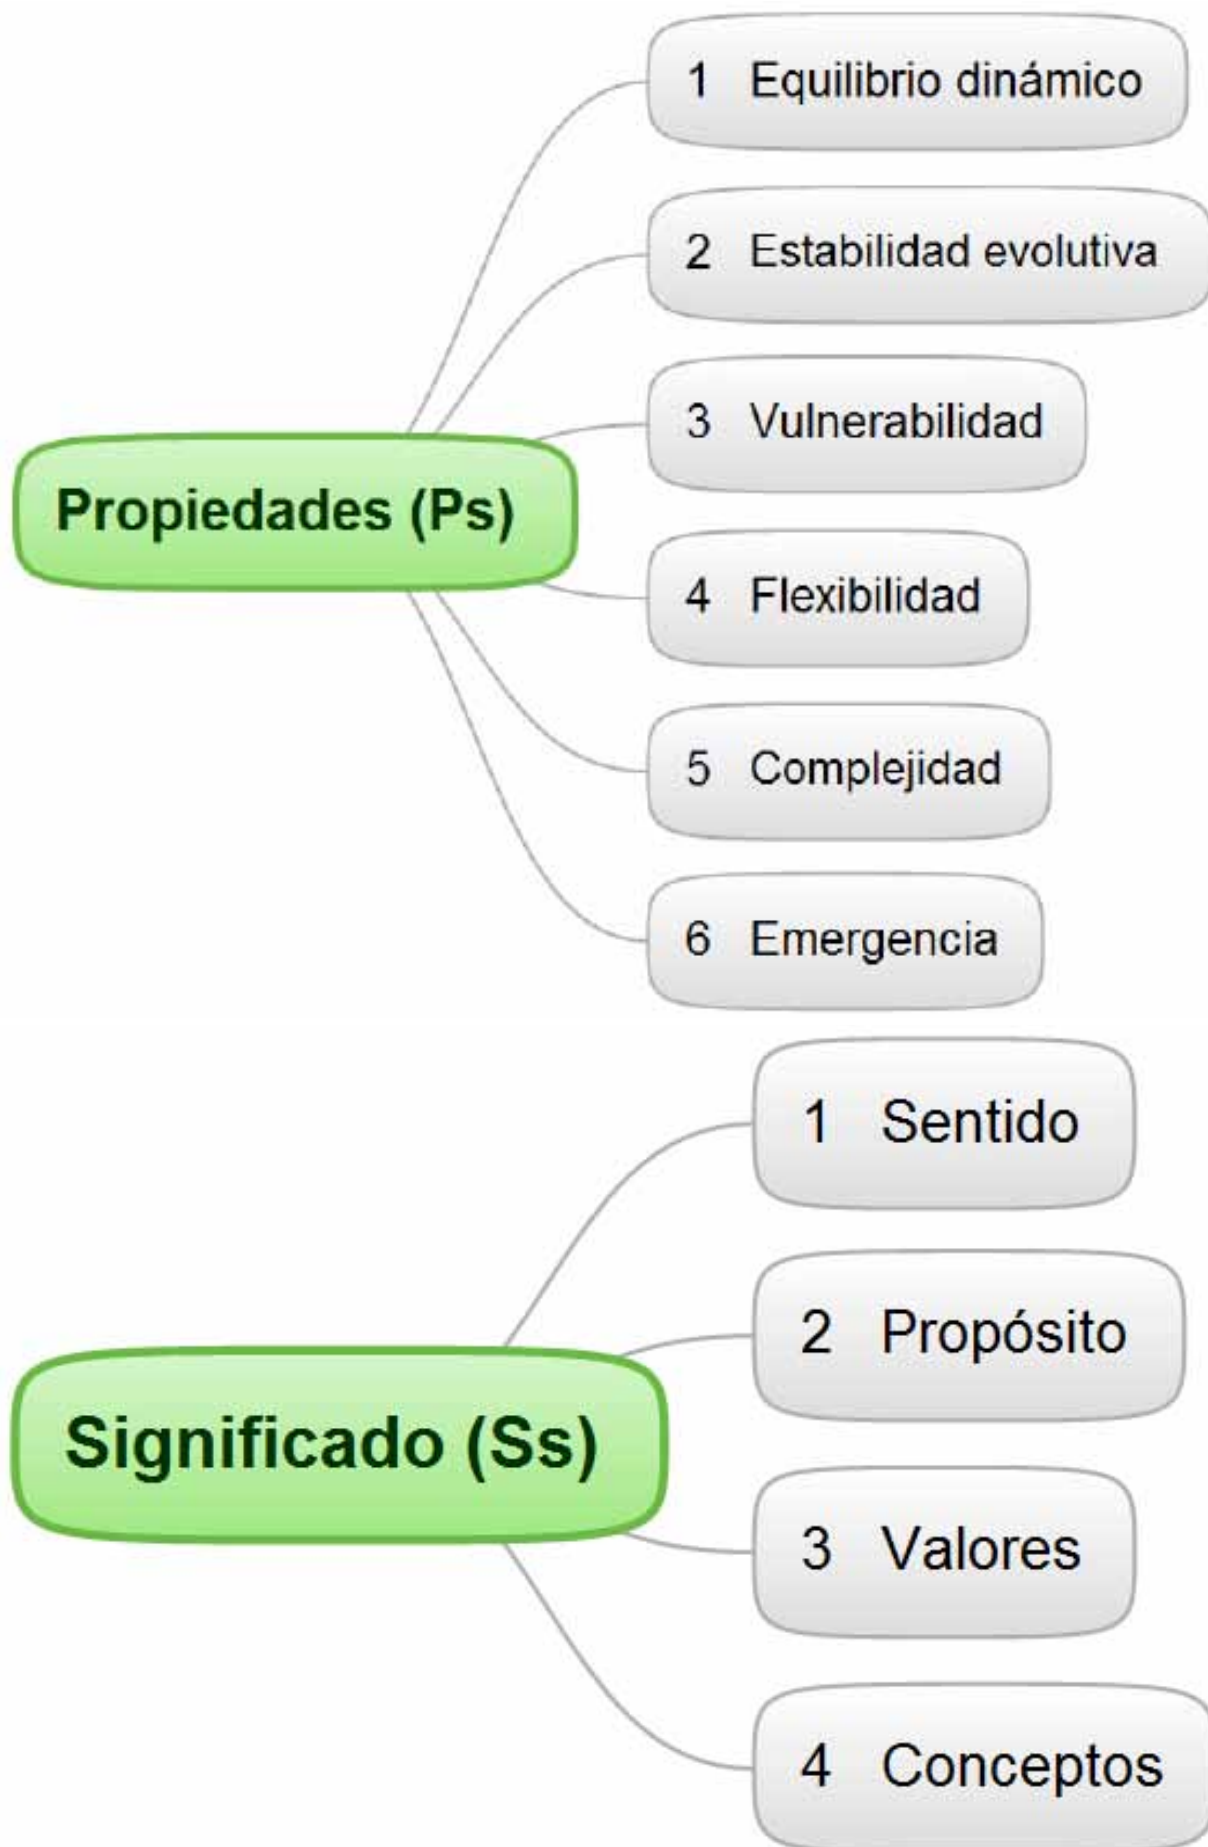 1 Equilibrio dinámico
2 Estabilidad evolutiva
3 Vulnerabilidad
Propiedades (Ps)
4 Flexibilidad
5 Complejidad
6 Emergencia
1 Sentido
2 Propósito
Significado (Ss)
3 Valores
4 Conceptos